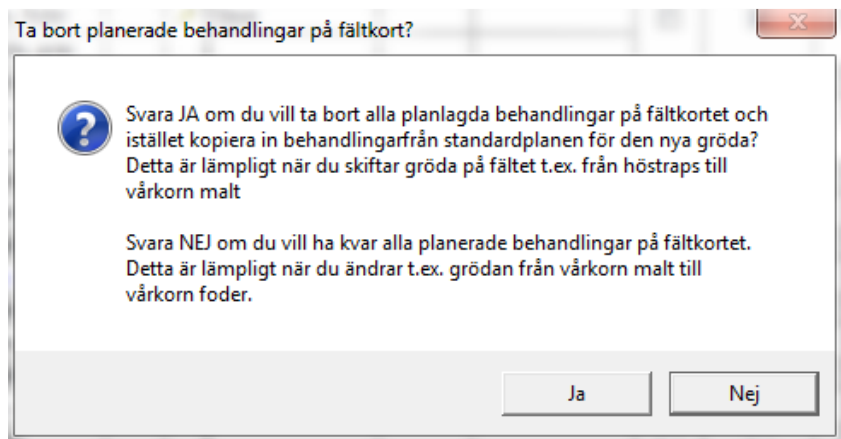 Ta bort planerade behandlingar på fältkort?
Svara JA om du vill ta bort alla planlagda behandlingar på fältkortet och
istället kopiera in behandlingarfrån standardplanen för den nya gröda?
Detta är lämpligt när du skiftar gröda på fältet t.ex. från höstraps till
vårkorn malt
Svara NEJ om du vill ha kvar alla planerade behandlingar på fältkortet.
Detta är lämpligt när du ändrar t.ex. grödan från vårkorn malt till
vårkorn foder.
Ja
Nej